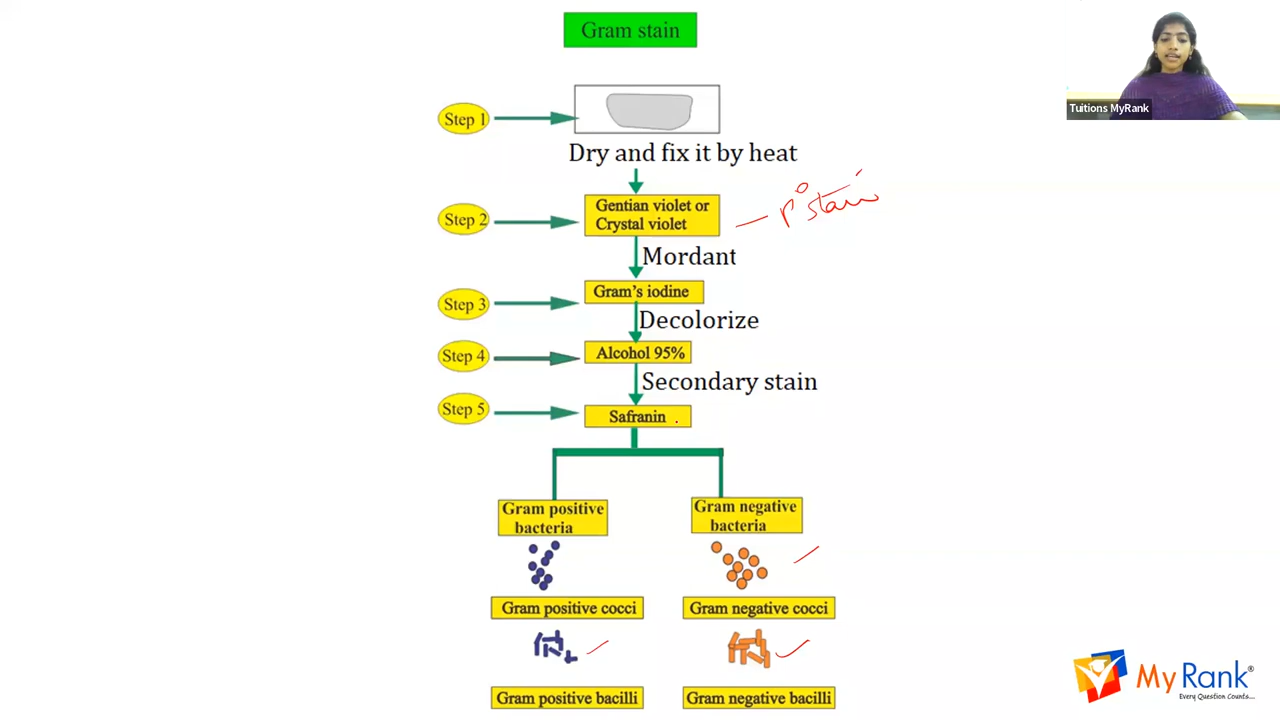 Gram stain
Tuitions MyRank
Step 1
Dry and fix it by heat
Step 2
Gentian violet or
Crystal violet
p° stain
Mordant
Step 3
Gram's iodine
Decolorize
Step 4
Alcohol 95%
Secondary stain
Step 5
Safranin .
Gram positive
bacteria
Gram negative
bacteria
Gram positive cocci
Gram negative cocci
Gram positive bacilli
Gram negative bacilli
MyRank®
Every Question Counts....